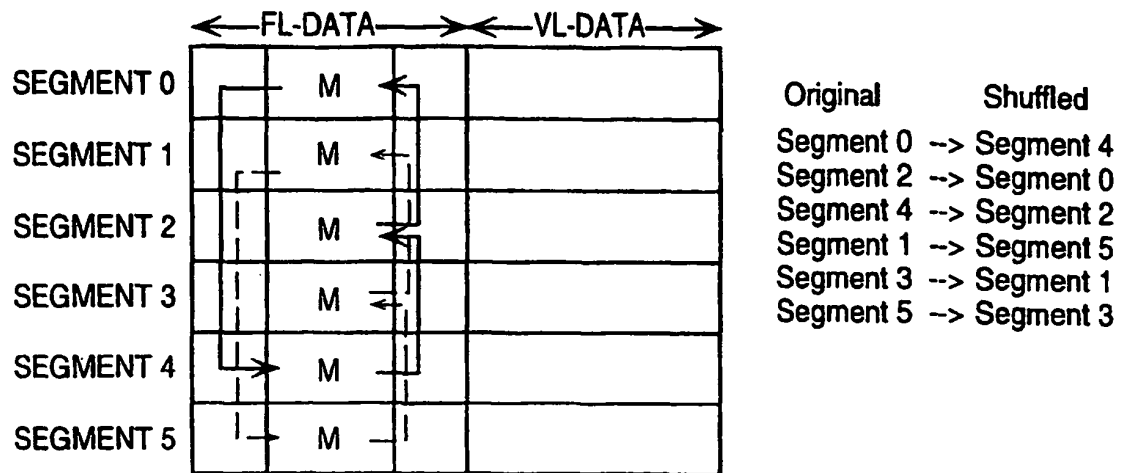 FL-DATA VL-DATA
SEGMENT 0 M
SEGMENT 1 M
SEGMENT 2 M
SEGMENT 3 M
SEGMENT 4 M
SEGMENT 5 M
Original Shuffled
Segment 0 --> Segment 4
Segment 2 --> Segment 0
Segment 4 --> Segment 2
Segment 1 --> Segment 5
Segment 3 --> Segment 1
Segment 5 --> Segment 3